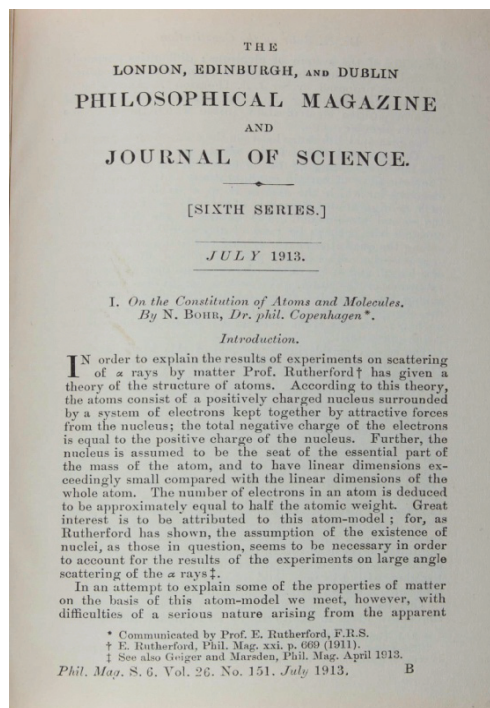 THE
LONDON, EDINBURGH, AND DUBLIN
PHILOSOPHICAL MAGAZINE
AND
JOURNAL OF SCIENCE.
[SIXTH SERIES.]
JULY 1913.
I. On the Constitution of Atoms and Molecules.
By N. BOHR, Dr. phil. Copenhagen*.
Introduction.
IN order to explain the results of experiments on scattering
of α rays by matter Prof. Rutherford† has given a
theory of the structure of atoms. According to this theory,
the atoms consist of a positively charged nucleus surrounded
by a system of electrons kept together by attractive forces
from the nucleus; the total negative charge of the electrons
is equal to the positive charge of the nucleus. Further, the
nucleus is assumed to be the seat of the essential part of
the mass of the atom, and to have linear dimensions ex-
ceedingly small compared with the linear dimensions of the
whole atom. The number of electrons in an atom is deduced
to be approximately equal to half the atomic weight. Great
interest is to be attributed to this atom-model; for, as
Rutherford has shown, the assumption of the existence of
nuclei, as those in question, seems to be necessary in order
to account for the results of the experiments on large angle
scattering of the α rays‡.
In an attempt to explain some of the properties of matter
on the basis of this atom-model we meet, however, with
difficulties of a serious nature arising from the apparent
* Communicated by Prof. E. Rutherford, F.R.S.
† E. Rutherford, Phil. Mag. xxi. p. 669 (1911).
‡ See also Geiger and Marsden, Phil. Mag. April 1913.
Phil. Mag. S. 6. Vol. 26. No. 151. July 1913. B